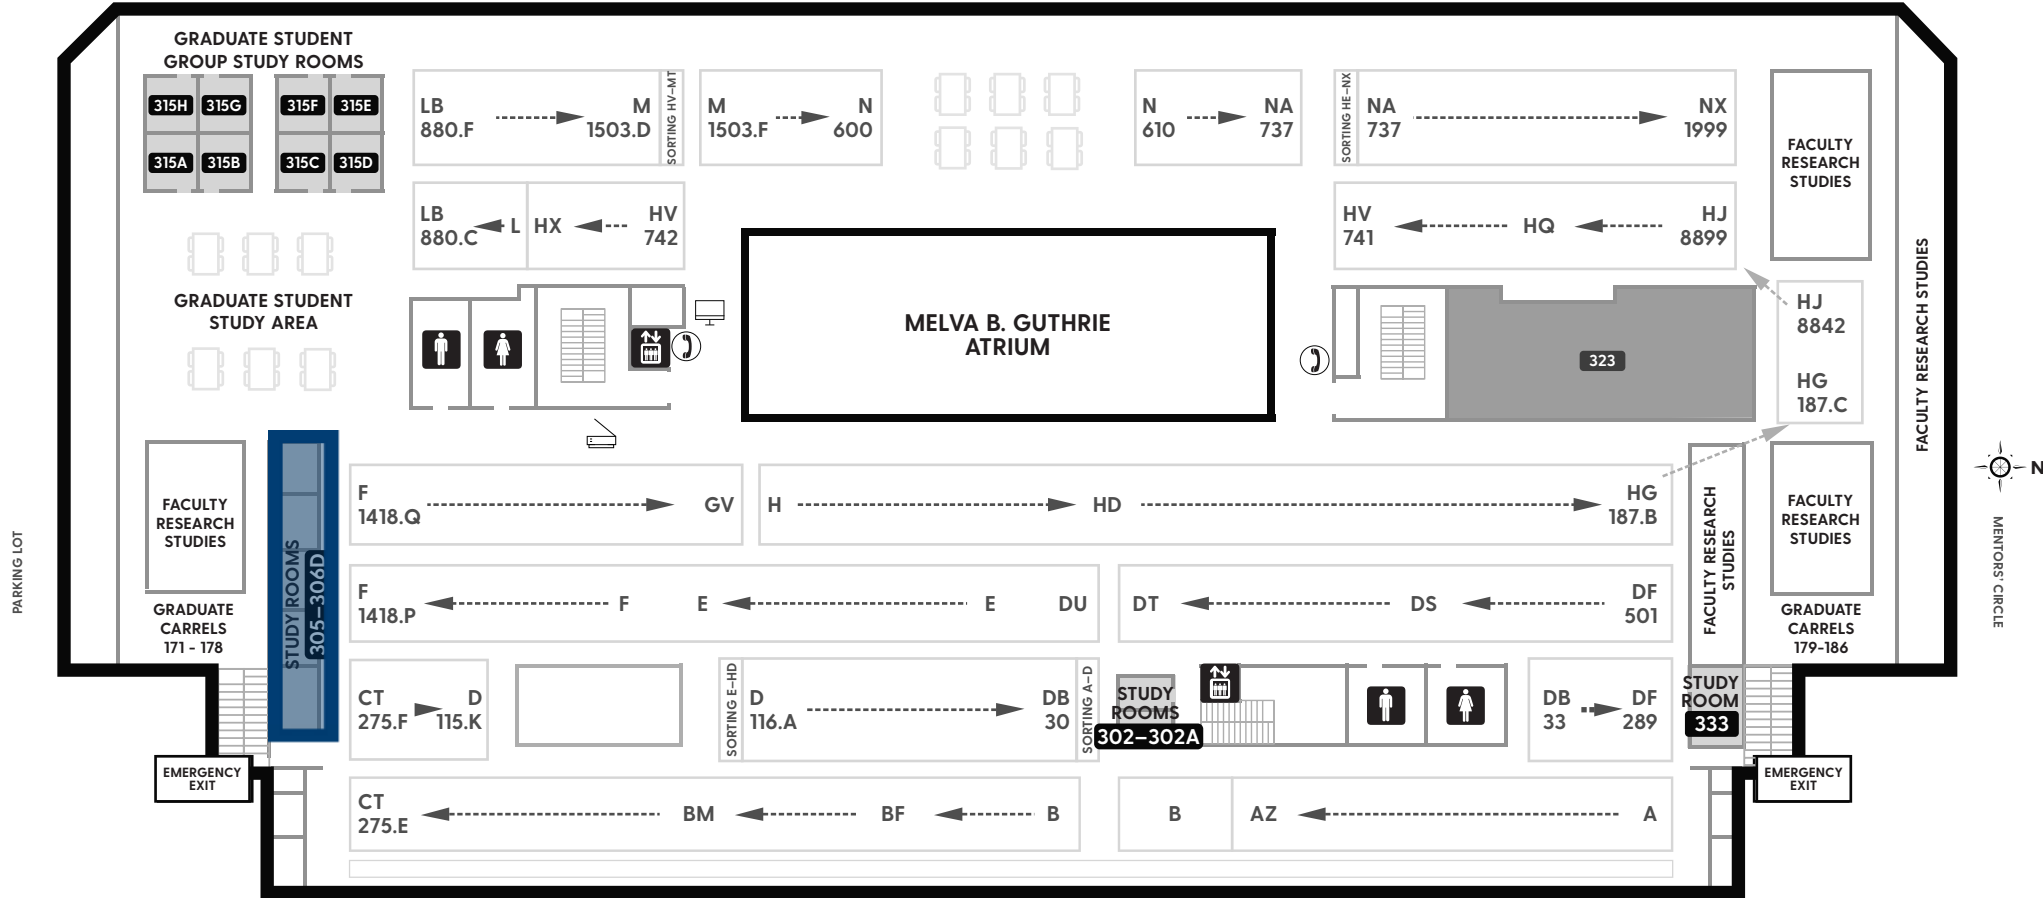 GRADUATE STUDENT
GROUP STUDY ROOMS
315H
315G
315F
315E
315A
315B
315C
315D
LB
880.F
M
1503.D
SORTING HV–MT
M
1503.F
N
600
N
610
NA
737
SORTING HE–NX
NA
737
NX
1999
FACULTY
RESEARCH
STUDIES
LB
880.C
L
HX
HV
742
HV
741
HQ
HJ
8899
GRADUATE STUDENT
STUDY AREA
MELVA B. GUTHRIE
ATRIUM
323
HJ
8842
HG
187.C
FACULTY RESEARCH STUDIES
N
MENTORS' CIRCLE
PARKING LOT
FACULTY
RESEARCH
STUDIES
GRADUATE
CARRELS
171 - 178
STUDY ROOMS
305–306D
F
1418.Q
GV
H
HD
HG
187.B
FACULTY RESEARCH
STUDIES
FACULTY
RESEARCH
STUDIES
GRADUATE
CARRELS
179-186
F
1418.P
F
E
E
DU
DT
DS
DF
501
CT
275.F
D
115.K
SORTING E–HD
D
116.A
DB
30
SORTING A–D
STUDY
ROOMS
302–302A
DB
33
DF
289
STUDY
ROOM
333
EMERGENCY
EXIT
EMERGENCY
EXIT
CT
275.E
BM
BF
B
B
AZ
A